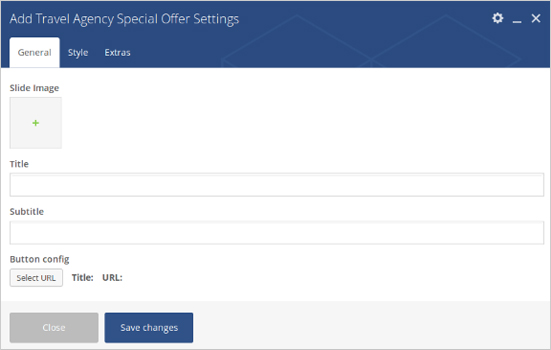 Add Travel Agency Special Offer Settings
General Style Extras
Slide Image
Title
Subtitle
Button config
Select URL Title: URL:
Close Save changes